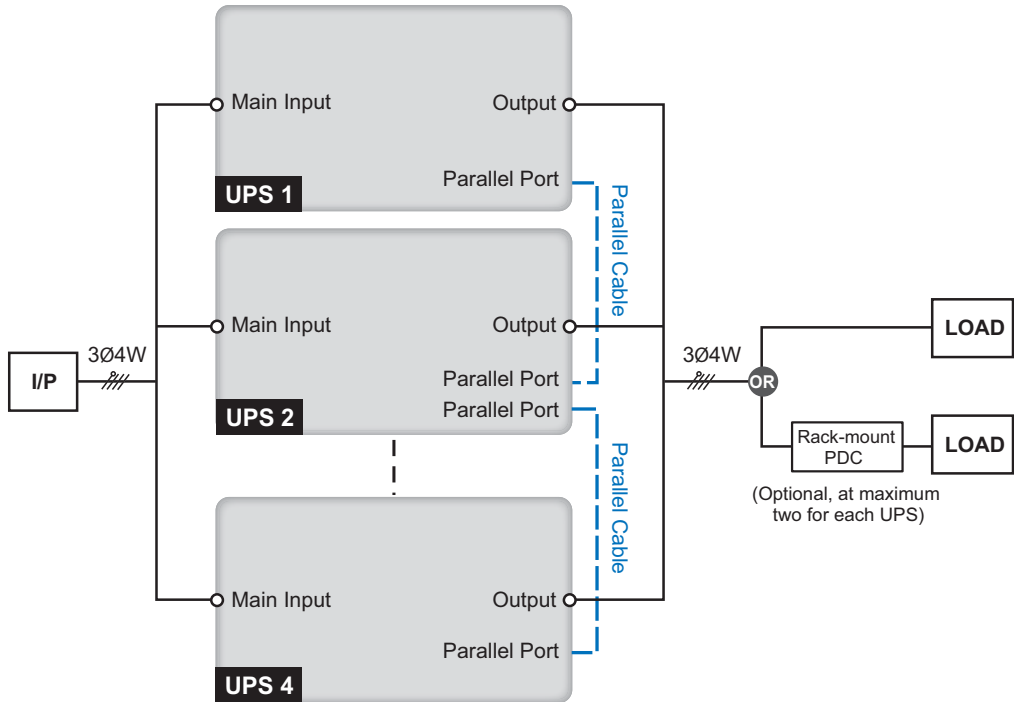 Main Input
Output
Parallel Port
UPS 1
Parallel Cable
Main Input
Output
Parallel Port
Parallel Port
UPS 2
I/P
3Ø4W
3Ø4W
OR
LOAD
Rack-mount
PDC
LOAD
(Optional, at maximum
two for each UPS)
Parallel Cable
Main Input
Output
Parallel Port
UPS 4